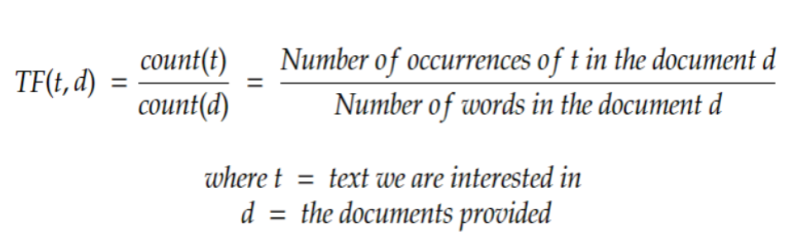 TF(t,d) = count(t)/count(d) = Number of occurrences of t in the document d/Number of words in the document d
where t = text we are interested in
d = the documents provided